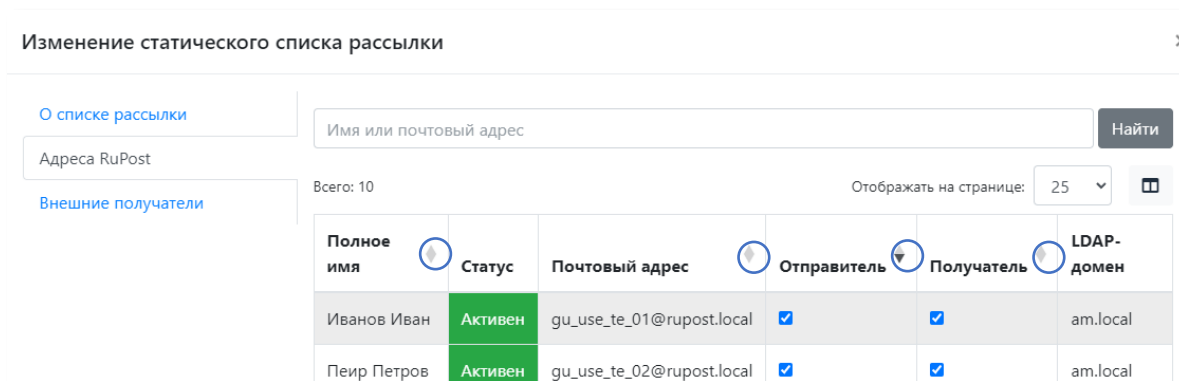 Изменение статического списка рассылки
О списке рассылки
Адреса RuPost
Внешние получатели
Имя или почтовый адрес
Найти
Всего: 10
Отображать на странице: 25
Полное имя
Статус
Почтовый адрес
Отправитель
Получатель
LDAP-домен
Иванов Иван Активен gu_use_te_01@rupost.local am.local
Пеир Петров Активен gu_use_te_02@rupost.local am.local